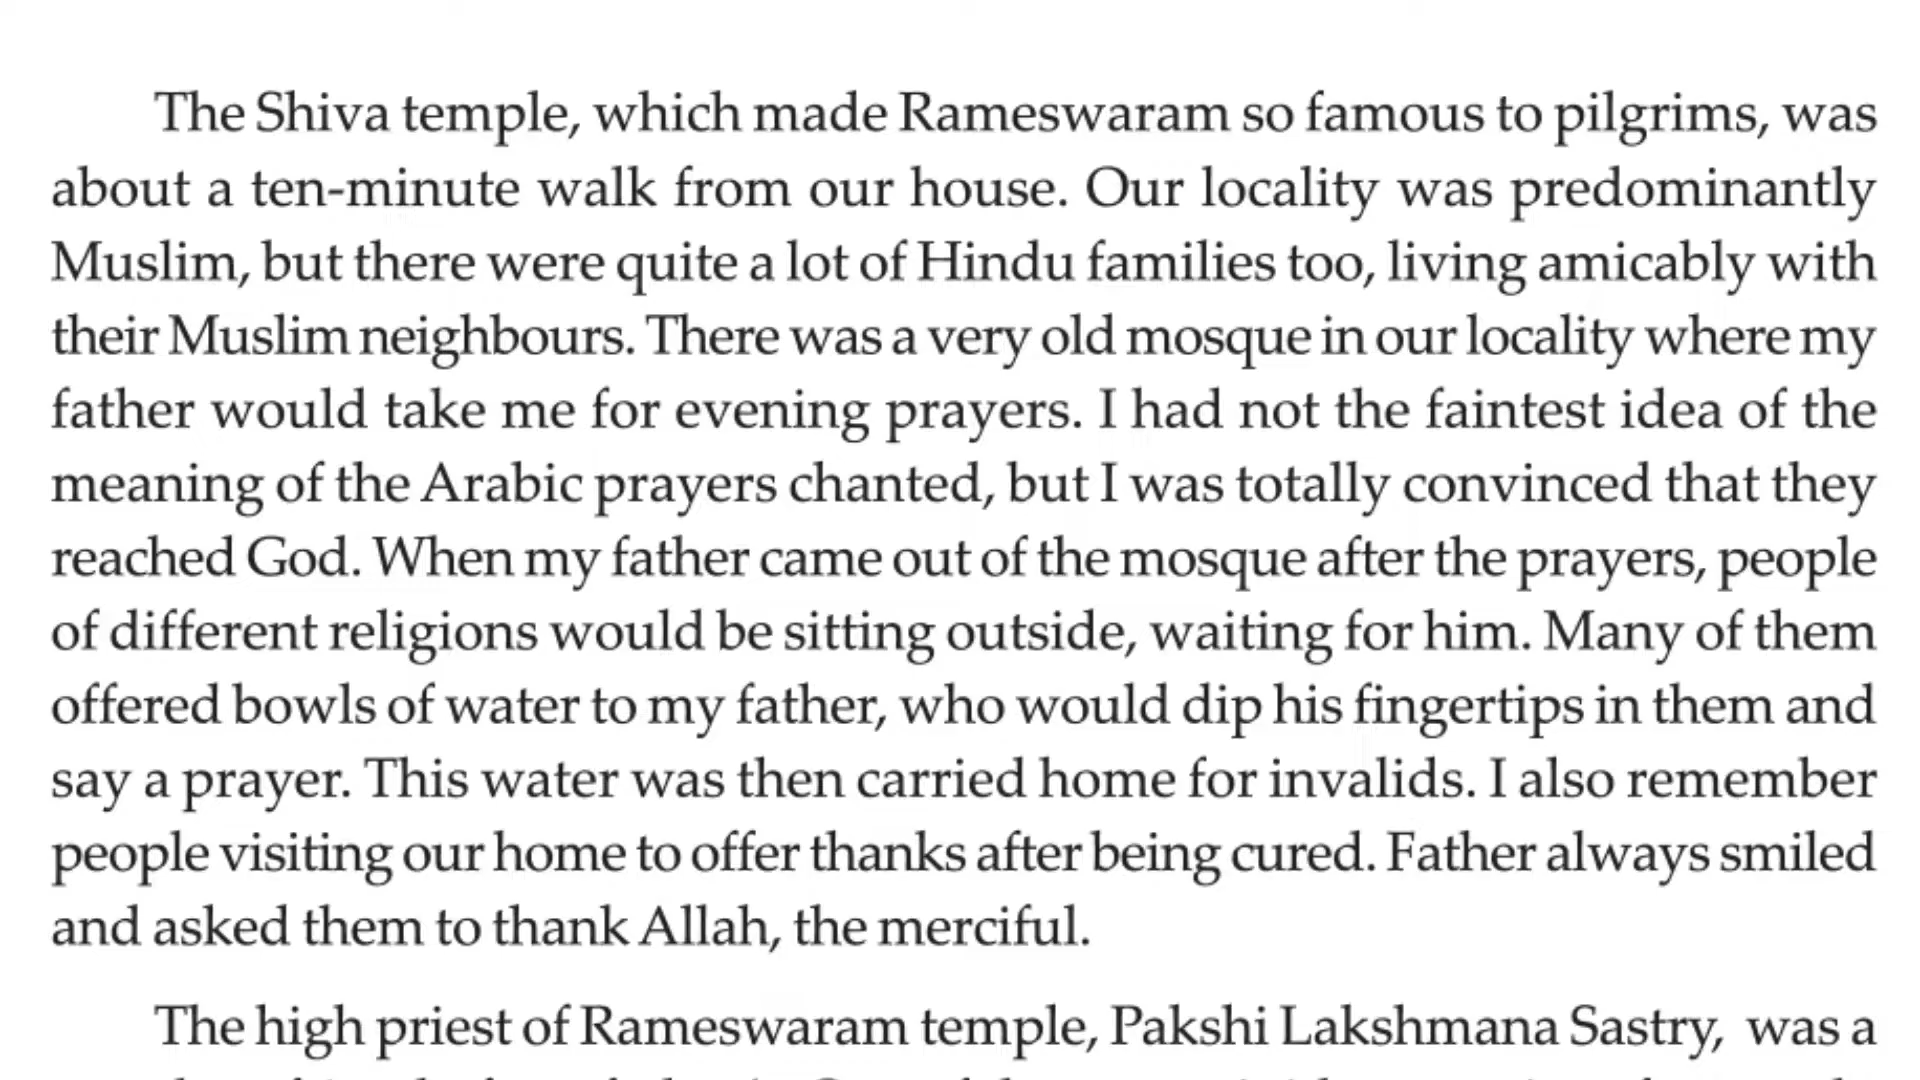 The Shiva temple, which made Rameswaram so famous to pilgrims, was
about a ten-minute walk from our house. Our locality was predominantly
Muslim, but there were quite a lot of Hindu families too, living amicably with
their Muslim neighbours. There was a very old mosque in our locality where my
father would take me for evening prayers. I had not the faintest idea of the
meaning of the Arabic prayers chanted, but I was totally convinced that they
reached God. When my father came out of the mosque after the prayers, people
of different religions would be sitting outside, waiting for him. Many of them
offered bowls of water to my father, who would dip his fingertips in them and
say a prayer. This water was then carried home for invalids. I also remember
people visiting our home to offer thanks after being cured. Father always smiled
and asked them to thank Allah, the merciful.
The high priest of Rameswaram temple, Pakshi Lakshmana Sastry, was a